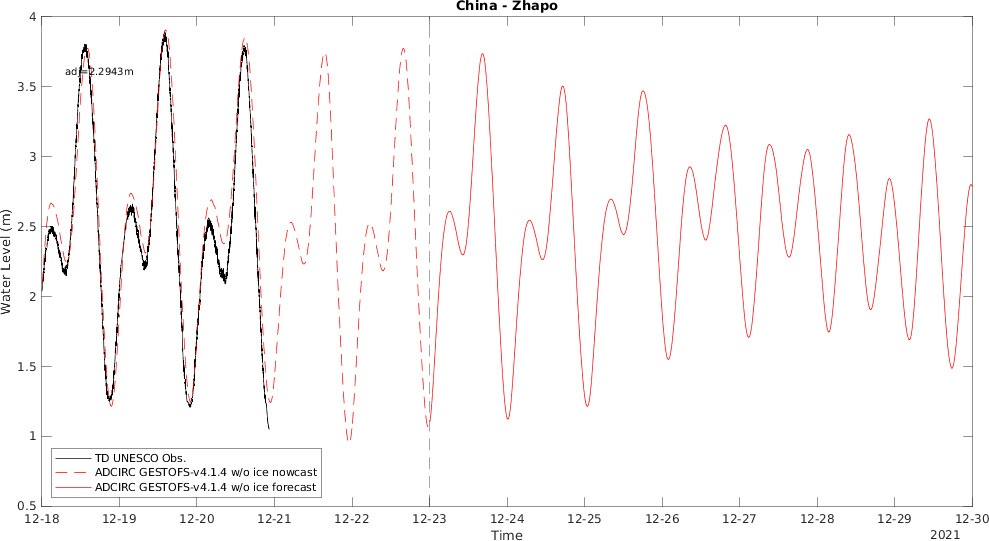 China - Zhapo
4
3.5
3
2.5
2
1.5
1
0.5
Water Level (m)
adj=2.2943m
TD UNESCO Obs.
ADCIRC GESTOFS-v4.1.4 w/o ice nowcast
ADCIRC GESTOFS-v4.1.4 w/o ice forecast
12-18 12-19 12-20 12-21 12-22 12-23 12-24 12-25 12-26 12-27 12-28 12-29 12-30
Time
2021